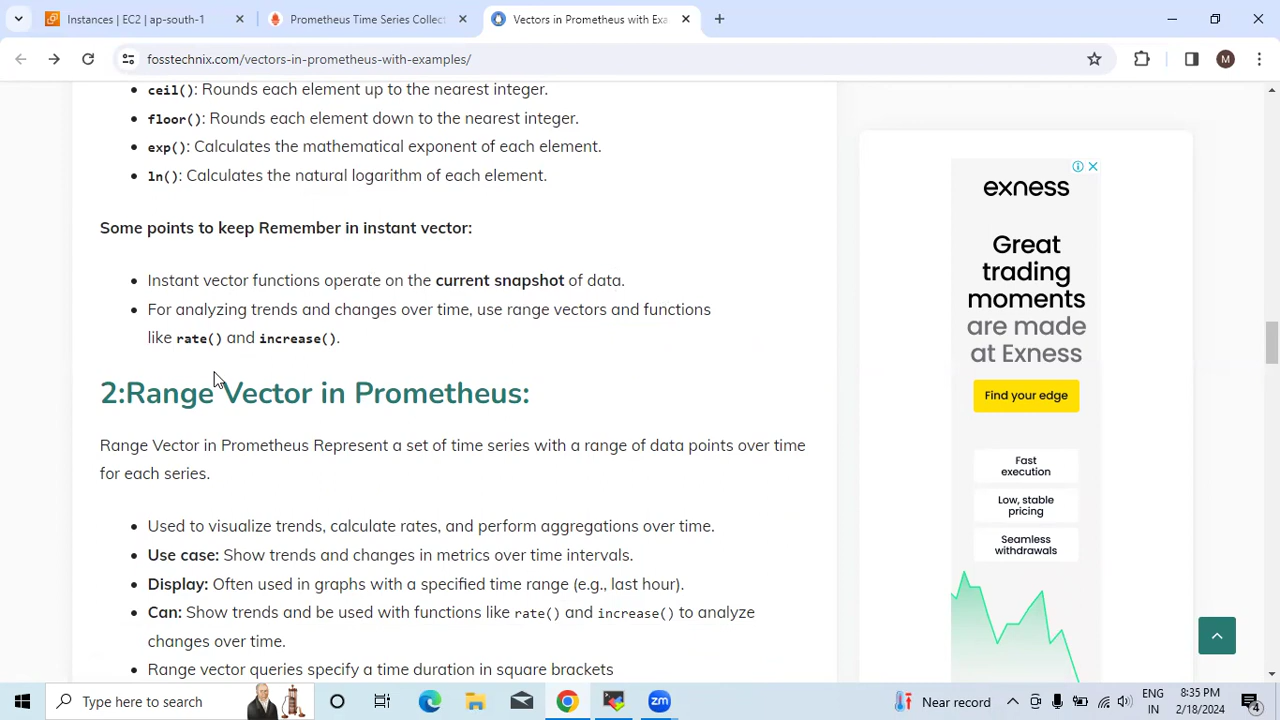 Instances | EC2 | ap-south-1
Prometheus Time Series Collect
Vectors in Prometheus with Exa
fosstechnix.com/vectors-in-prometheus-with-examples/
M
ceil(): Rounds each element up to the nearest integer.
floor(): Rounds each element down to the nearest integer.
exp(): Calculates the mathematical exponent of each element.
ln(): Calculates the natural logarithm of each element.
Some points to keep Remember in instant vector:
Instant vector functions operate on the current snapshot of data.
For analyzing trends and changes over time, use range vectors and functions
like rate() and increase().
2:Range Vector in Prometheus:
Range Vector in Prometheus Represent a set of time series with a range of data points over time
for each series.
Used to visualize trends, calculate rates, and perform aggregations over time.
Use case: Show trends and changes in metrics over time intervals.
Display: Often used in graphs with a specified time range (e.g., last hour).
Can: Show trends and be used with functions like rate() and increase() to analyze
changes over time.
Range vector queries specify a time duration in square brackets
exness
Great
trading
moments
are made
at Exness
Find your edge
Fast
execution
Low, stable
pricing
Seamless
withdrawals
Type here to search
zm
Near record
ENG
IN
8:35 PM
2/18/2024
4